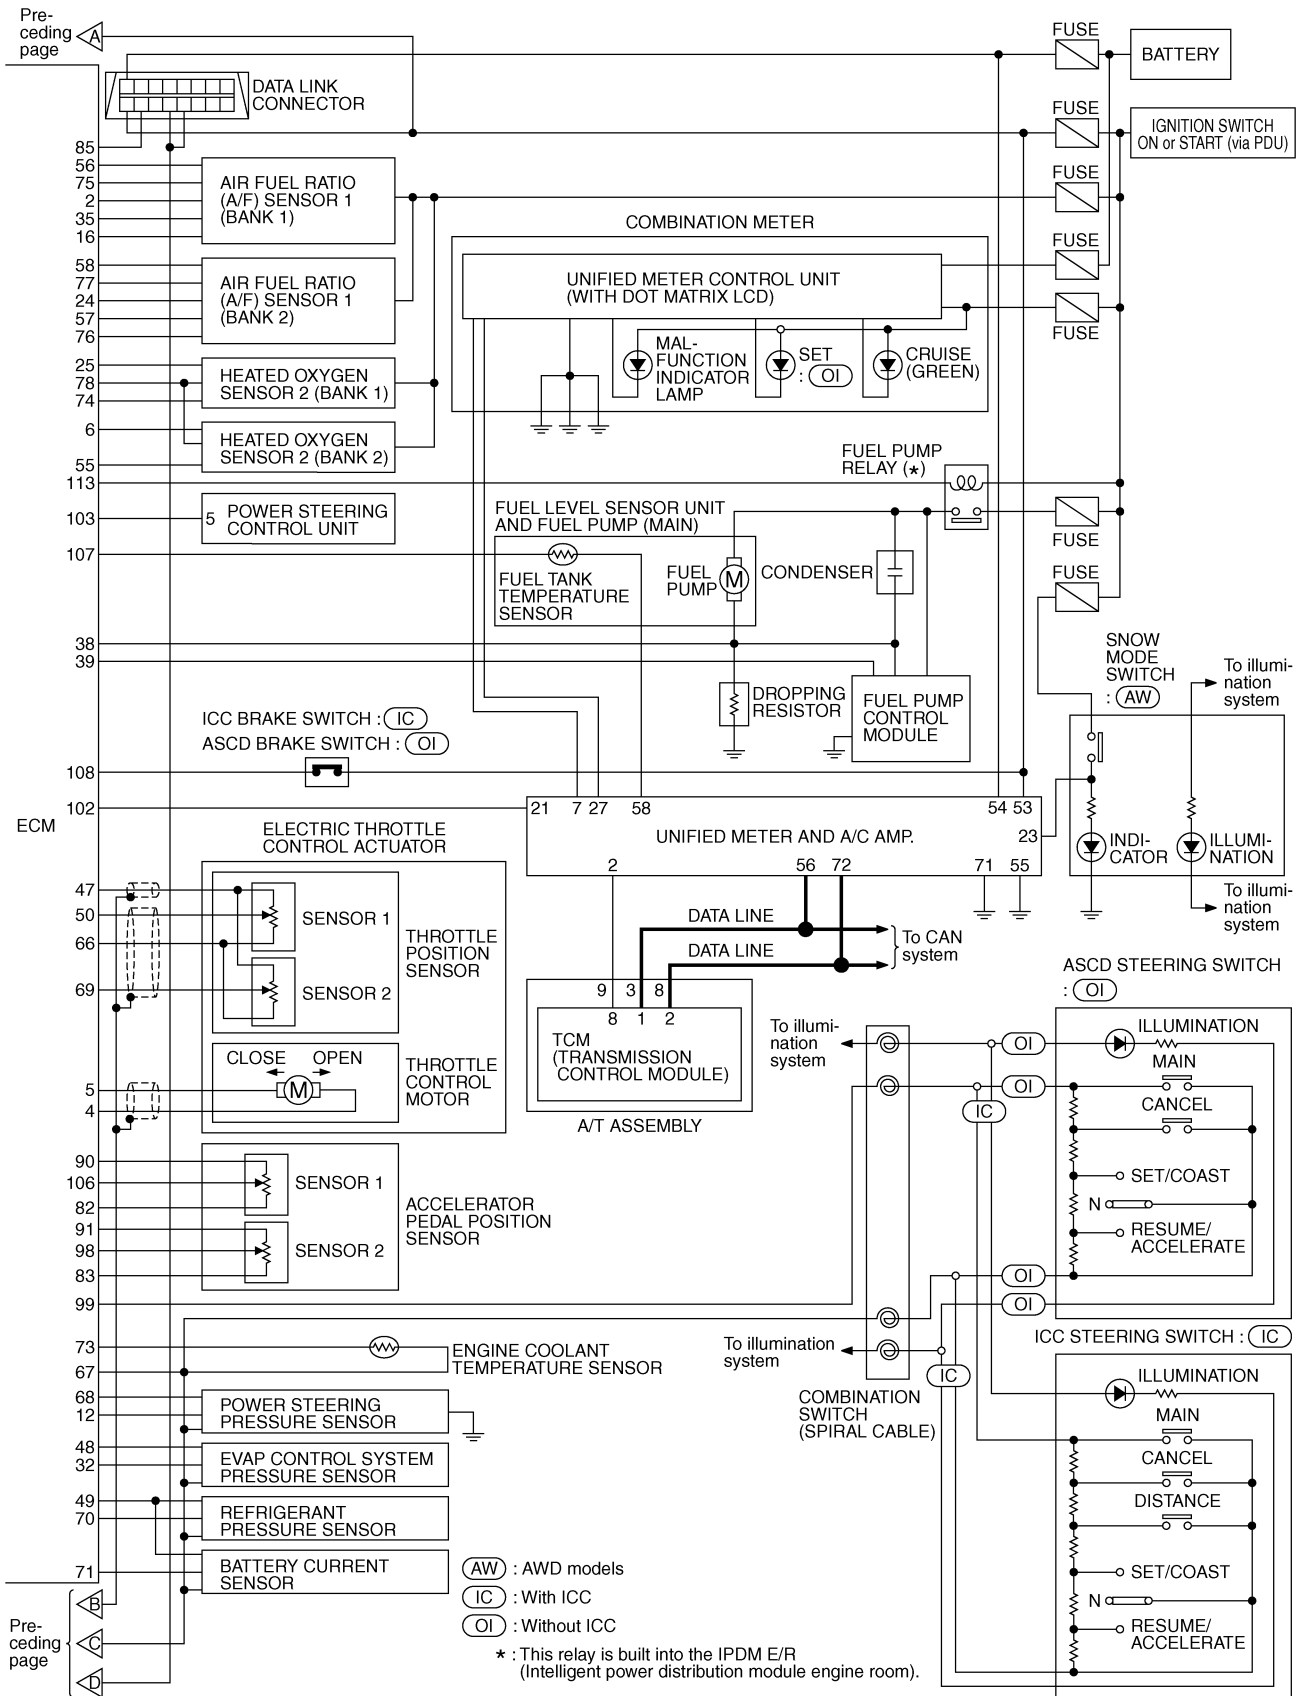 Pre-
ceding
page
A
FUSE
BATTERY
DATA LINK
CONNECTOR
FUSE
IGNITION SWITCH
ON or START (via PDU)
85
56
75
2
35
16
AIR FUEL RATIO
(A/F) SENSOR 1
(BANK 1)
FUSE
COMBINATION METER
FUSE
58
77
24
57
76
AIR FUEL RATIO
(A/F) SENSOR 1
(BANK 2)
UNIFIED METER CONTROL UNIT
(WITH DOT MATRIX LCD)
FUSE
MAL-
FUNCTION
INDICATOR
LAMP
SET
: OI
CRUISE
(GREEN)
25
78
74
HEATED OXYGEN
SENSOR 2 (BANK 1)
6
55
HEATED OXYGEN
SENSOR 2 (BANK 2)
FUEL PUMP
RELAY (*)
113
103
5 POWER STEERING
CONTROL UNIT
FUEL LEVEL SENSOR UNIT
AND FUEL PUMP (MAIN)
FUSE
107
FUEL TANK
TEMPERATURE
SENSOR
FUEL
PUMP
M
CONDENSER
FUSE
38
39
SNOW
MODE
SWITCH
: AW
To illumi-
nation
system
DROPPING
RESISTOR
FUEL PUMP
CONTROL
MODULE
ICC BRAKE SWITCH : IC
ASCD BRAKE SWITCH : OI
108
102
ECM
21 7 27 58 54 53
23
UNIFIED METER AND A/C AMP.
2 56 72 71 55
INDI-
CATOR
ILLUMI-
NATION
To illumi-
nation
system
ELECTRIC THROTTLE
CONTROL ACTUATOR
47
50
66
69
SENSOR 1
SENSOR 2
THROTTLE
POSITION
SENSOR
DATA LINE
DATA LINE
To CAN
system
9 3 8
8 1 2
TCM
(TRANSMISSION
CONTROL MODULE)
A/T ASSEMBLY
ASCD STEERING SWITCH
: OI
To illumi-
nation
system
OI
ILLUMINATION
MAIN
OI
IC
CANCEL
SET/COAST
N
RESUME/
ACCELERATE
OI
OI
CLOSE OPEN
M
THROTTLE
CONTROL
MOTOR
5
4
90
106
82
91
98
83
SENSOR 1
SENSOR 2
ACCELERATOR
PEDAL POSITION
SENSOR
99
73
67
ENGINE COOLANT
TEMPERATURE SENSOR
To illumination
system
IC
COMBINATION
SWITCH
(SPIRAL CABLE)
ICC STEERING SWITCH : IC
ILLUMINATION
MAIN
CANCEL
DISTANCE
SET/COAST
N
RESUME/
ACCELERATE
68
12
POWER STEERING
PRESSURE SENSOR
48
32
EVAP CONTROL SYSTEM
PRESSURE SENSOR
49
70
REFRIGERANT
PRESSURE SENSOR
71
BATTERY CURRENT
SENSOR
AW : AWD models
IC : With ICC
OI : Without ICC
* : This relay is built into the IPDM E/R
(Intelligent power distribution module engine room).
Pre-
ceding
page
B
C
D